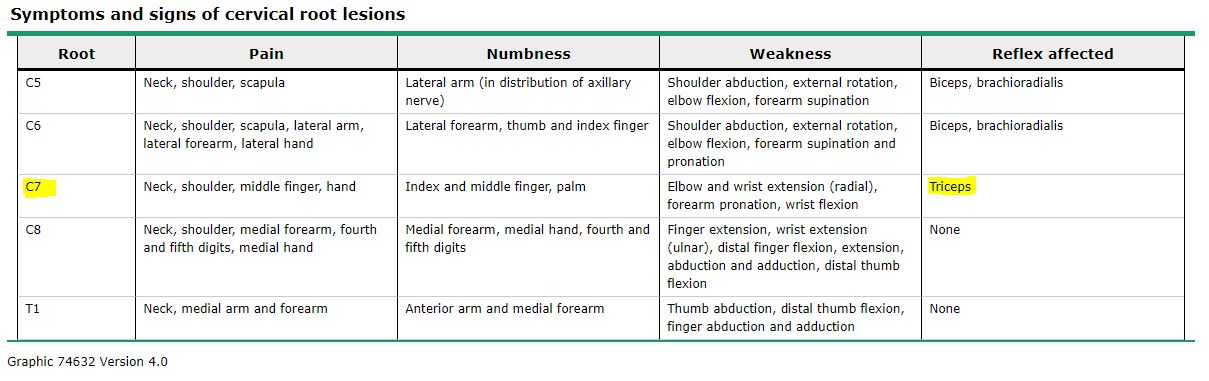 Symptoms and signs of cervical root lesions
Root Pain Numbness Weakness Reflex affected
C5 Neck, shoulder, scapula Lateral arm (in distribution of axillary Shoulder abduction, external rotation, Biceps, brachioradialis
nerve) elbow flexion, forearm supination
C6 Neck, shoulder, scapula, lateral arm, Lateral forearm, thumb and index finger Shoulder abduction, external rotation, Biceps, brachioradialis
lateral forearm, lateral hand elbow flexion, forearm supination and
pronation
C7 Neck, shoulder, middle finger, hand Index and middle finger, palm Elbow and wrist extension (radial), Triceps
forearm pronation, wrist flexion
C8 Neck, shoulder, medial forearm, fourth Medial forearm, medial hand, fourth and Finger extension, wrist extension None
and fifth digits, medial hand fifth digits (ulnar), distal finger flexion, extension,
abduction and adduction, distal thumb
flexion
T1 Neck, medial arm and forearm Anterior arm and medial forearm Thumb abduction, distal thumb flexion, None
finger abduction and adduction
Graphic 74632 Version 4.0